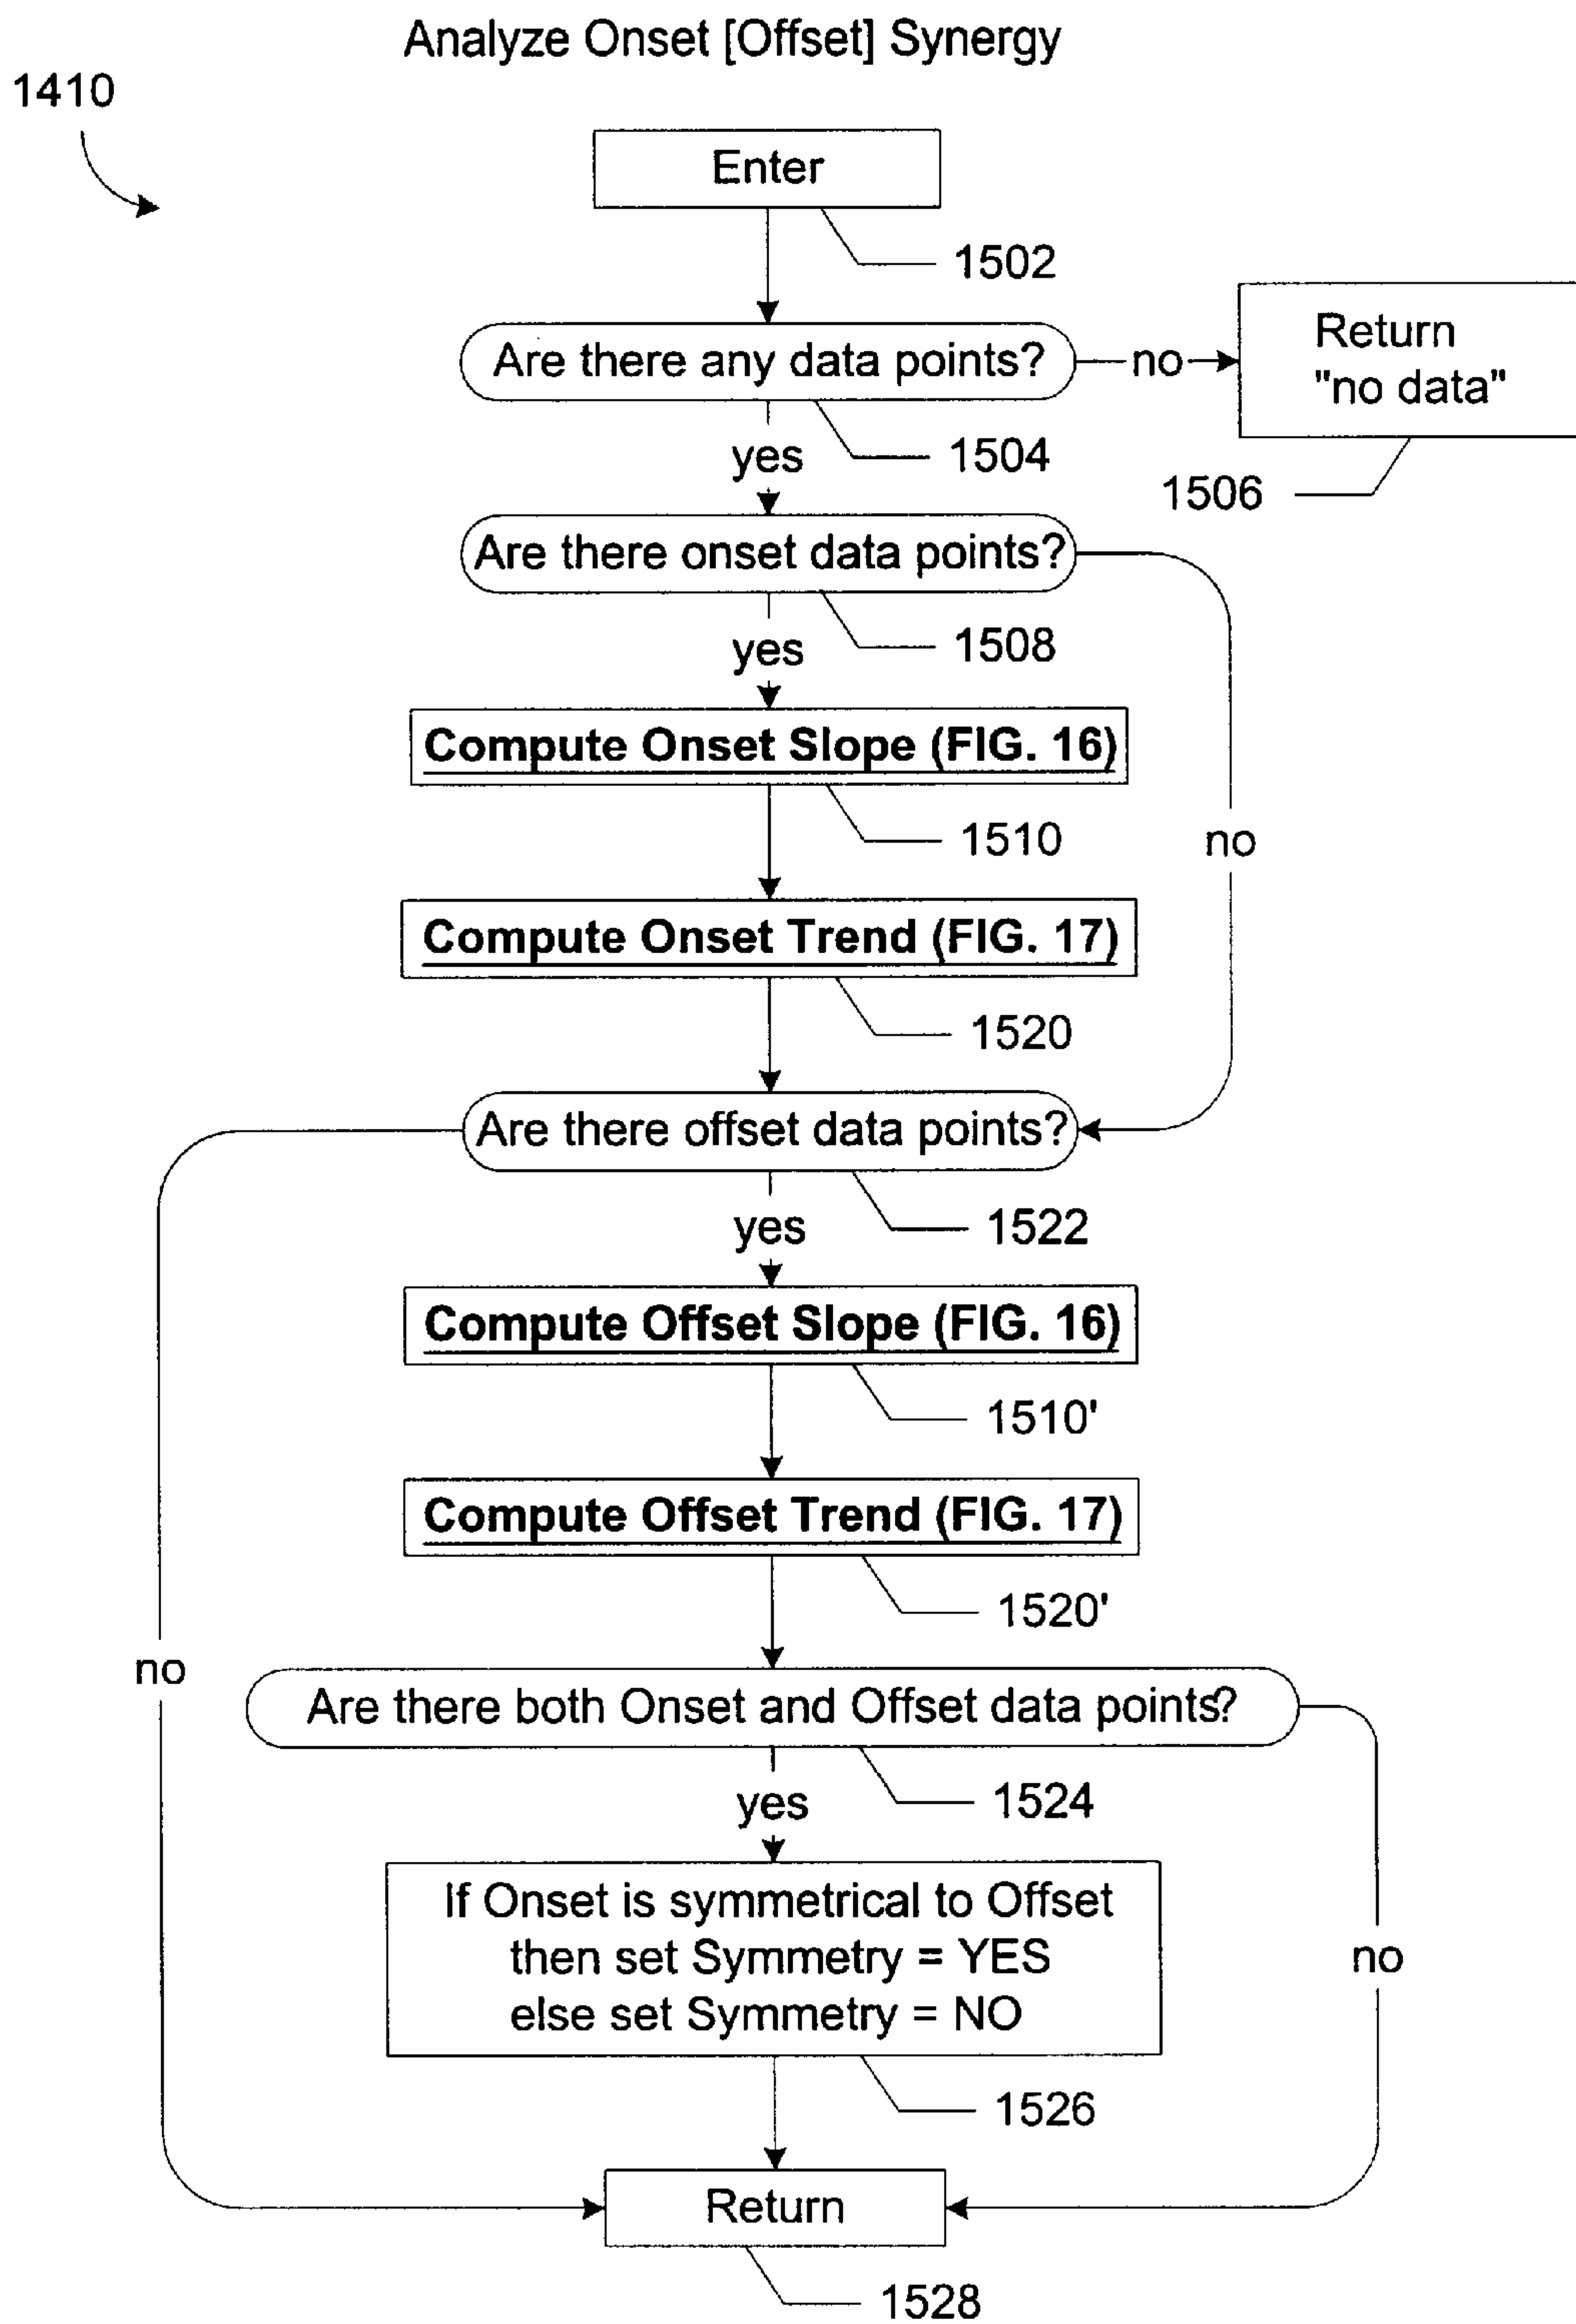 Analyze Onset [Offset] Synergy
1410
Enter
1502
Are there any data points?
no
Return
"no data"
yes
1504
1506
Are there onset data points?
yes
1508
Compute Onset Slope (FIG. 16)
1510
no
Compute Onset Trend (FIG. 17)
1520
Are there offset data points?
yes
1522
Compute Offset Slope (FIG. 16)
1510'
Compute Offset Trend (FIG. 17)
1520'
no
Are there both Onset and Offset data points?
yes
1524
If Onset is symmetrical to Offset
then set Symmetry = YES
else set Symmetry = NO
no
1526
Return
1528